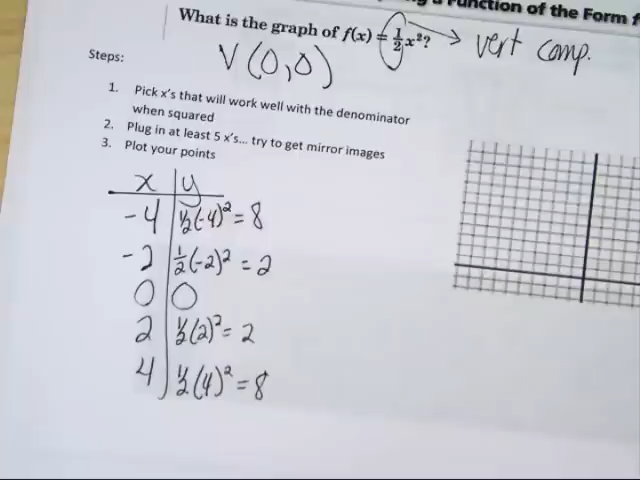 a Function of the Form f
What is the graph of f(x) = 1/2 x²? → vert comp.
Steps:
V(0,0)
1. Pick x's that will work well with the denominator
when squared
2. Plug in at least 5 x's... try to get mirror images
3. Plot your points
x | y
-4 | 1/2(-4)² = 8
-2 | 1/2(-2)² = 2
0 | 0
2 | 1/2(2)² = 2
4 | 1/2(4)² = 8